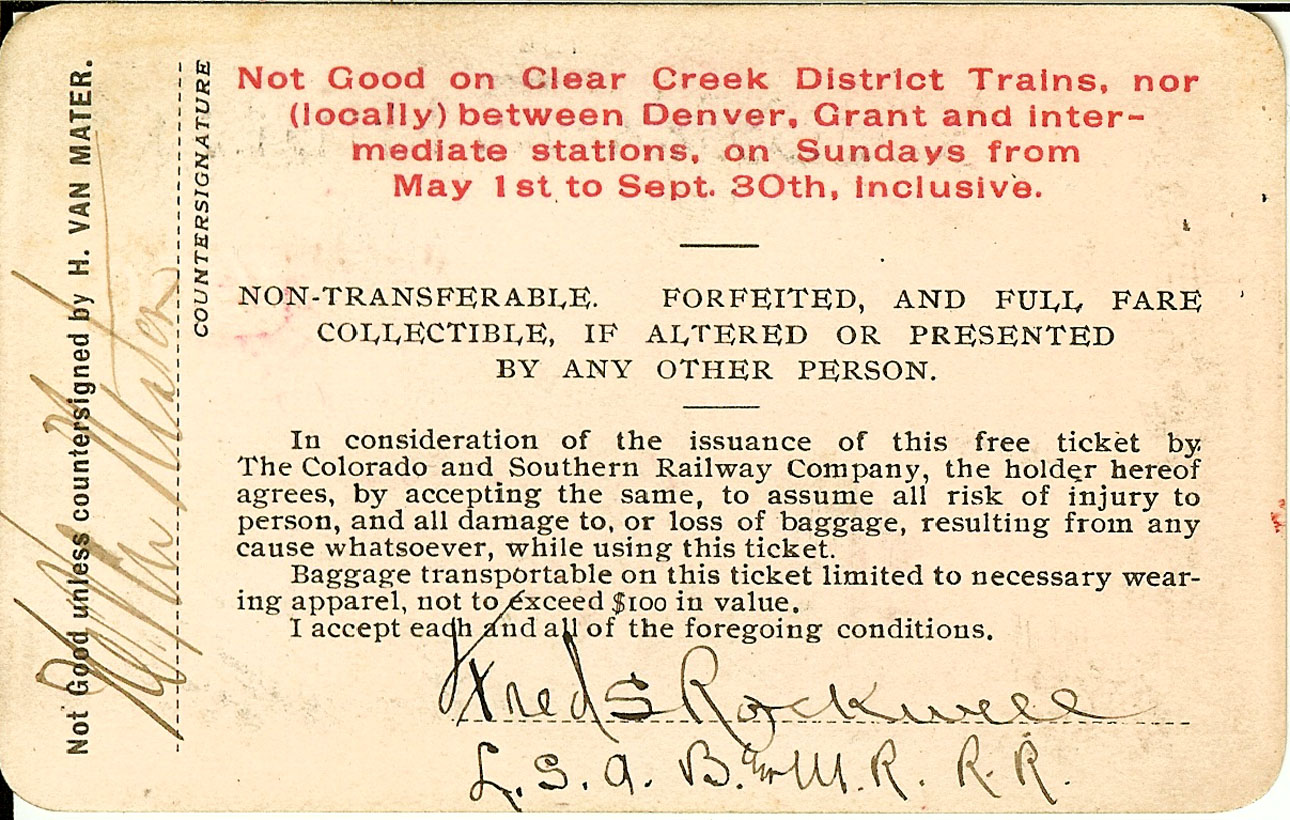 Not Good on Clear Creek District Trains, nor
(locally) between Denver, Grant and inter-
mediate stations, on Sundays from
May 1st to Sept. 30th, inclusive.
NON-TRANSFERABLE. FORFEITED, AND FULL FARE
COLLECTIBLE, IF ALTERED OR PRESENTED
BY ANY OTHER PERSON.
In consideration of the issuance of this free ticket by
The Colorado and Southern Railway Company, the holder hereof
agrees, by accepting the same, to assume all risk of injury to
person, and all damage to, or loss of baggage, resulting from any
cause whatsoever, while using this ticket.
Baggage transportable on this ticket limited to necessary wear-
ing apparel, not to exceed $100 in value.
I accept each and all of the foregoing conditions.
Fred S Rockwell
L. S. A. B. & M. R. R. R.
Not Good unless countersigned by H. VAN MATER.
H Van Mater
COUNTERSIGNATURE